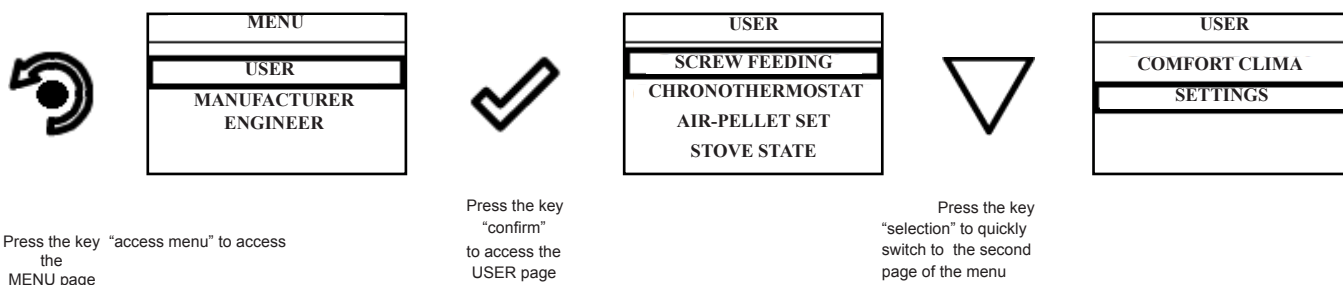 MENU
USER
MANUFACTURER
ENGINEER
USER
SCREW FEEDING
CHRONOTHERMOSTAT
AIR-PELLET SET
STOVE STATE
USER
COMFORT CLIMA
SETTINGS
Press the key "access menu" to access
the
MENU page
Press the key
“confirm”
to access the
USER page
Press the key
“selection” to quickly
switch to the second
page of the menu